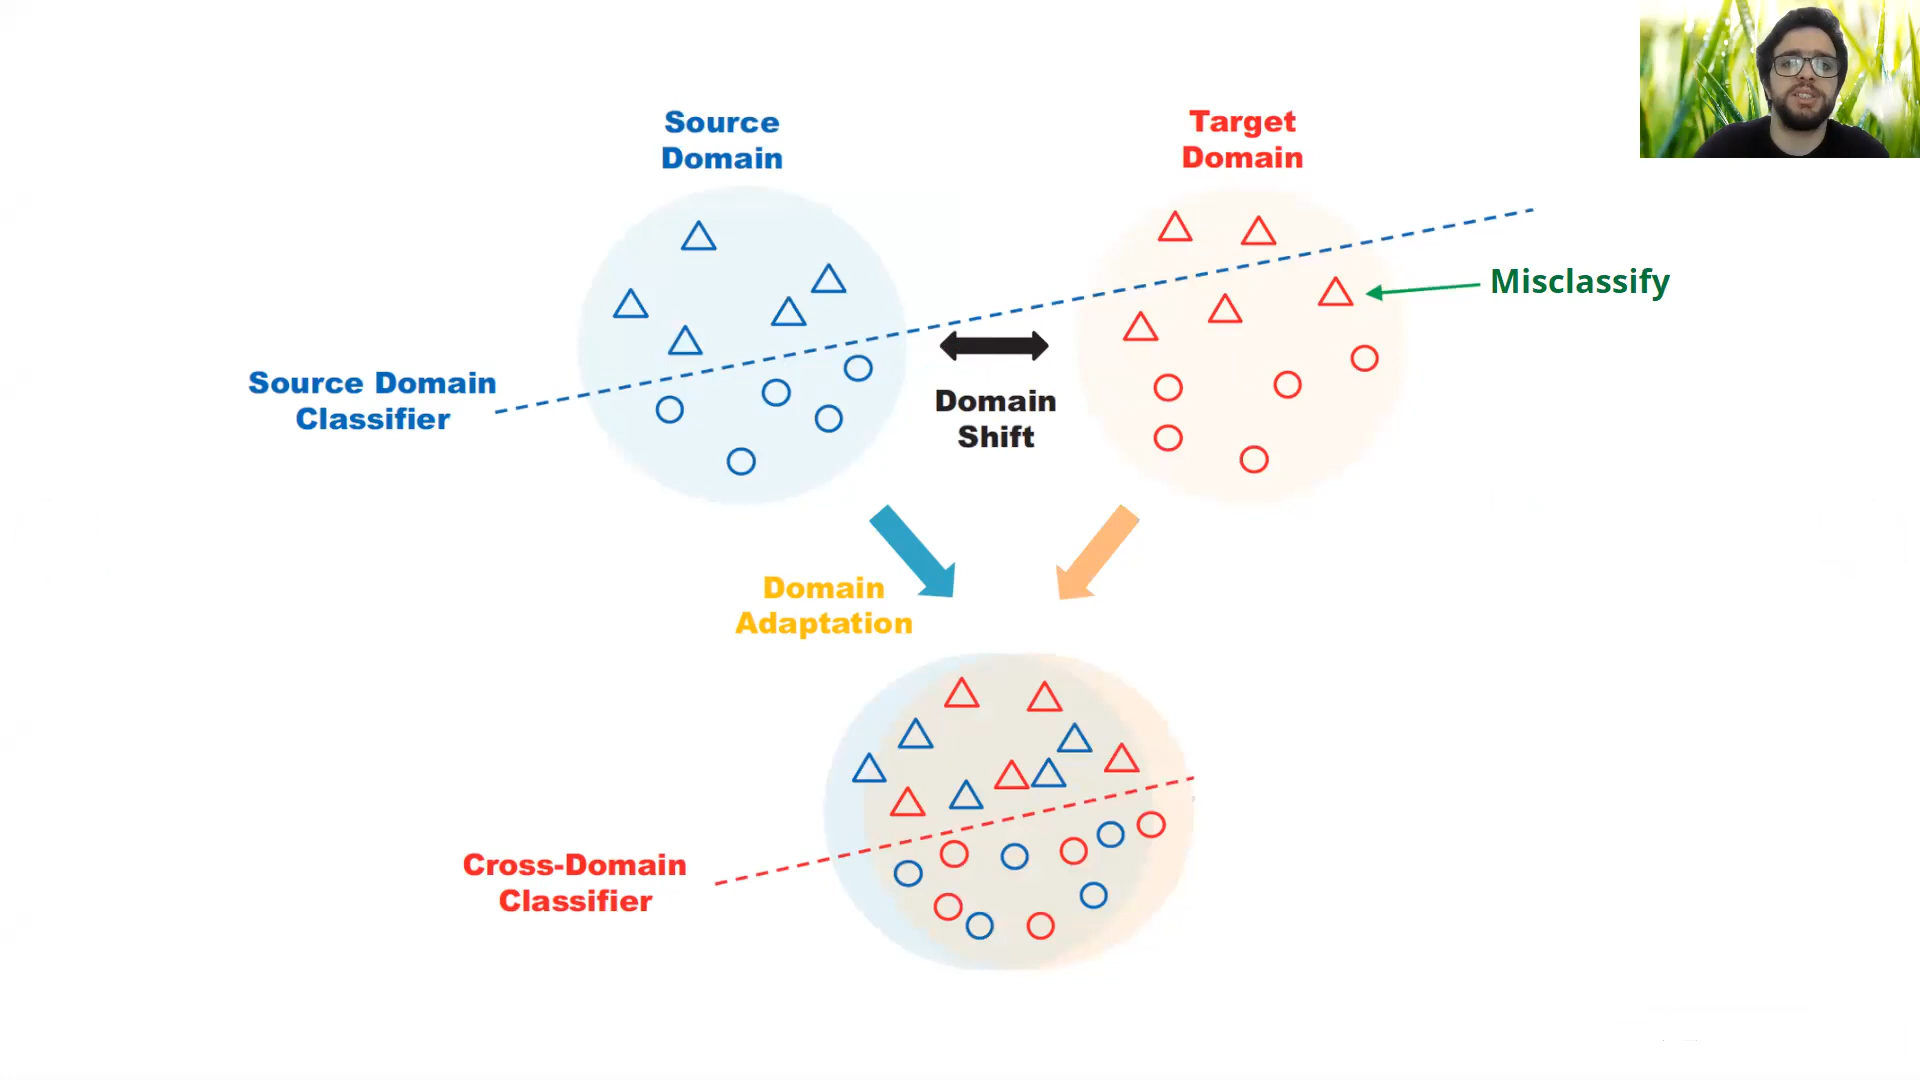 Source
Domain
Target
Domain
Misclassify
Source Domain
Classifier
Domain
Shift
Domain
Adaptation
Cross-Domain
Classifier